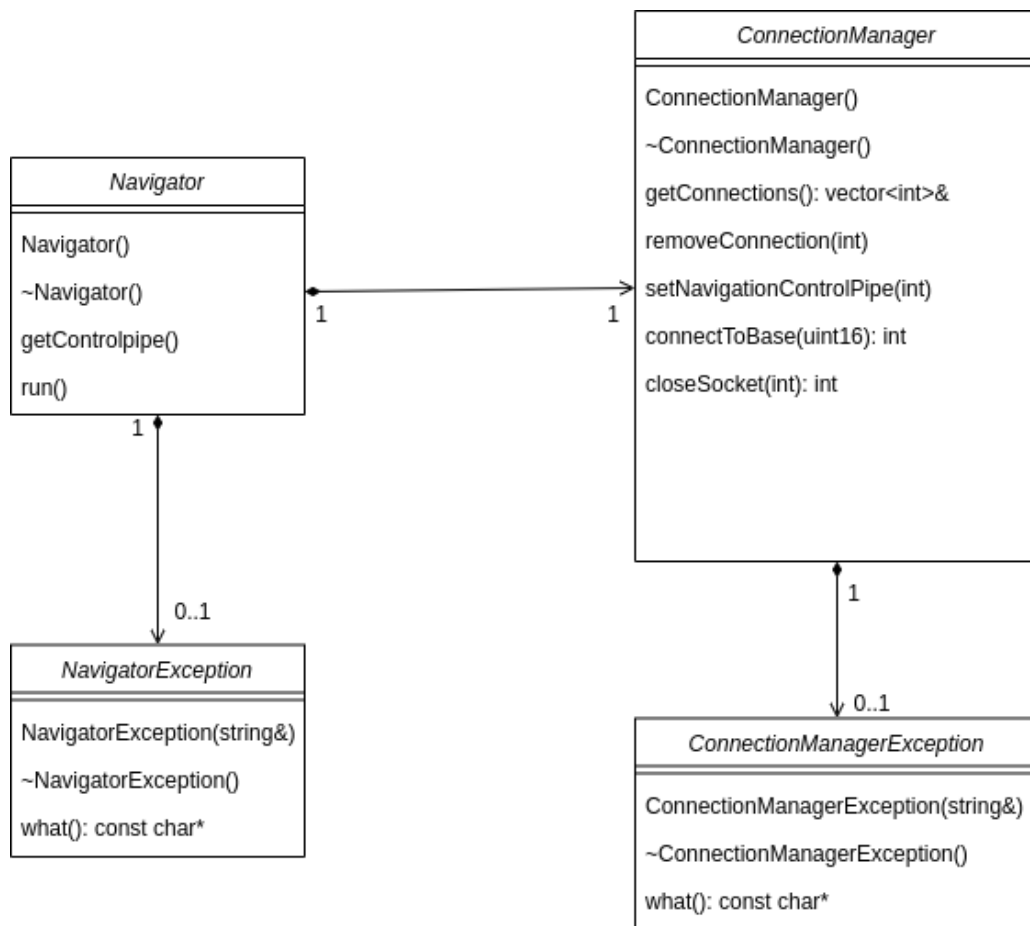 ConnectionManager
ConnectionManager()
~ConnectionManager()
getConnections(): vector<int>&
removeConnection(int)
setNavigationControlPipe(int)
connectToBase(uint16): int
closeSocket(int): int
Navigator
Navigator()
~Navigator()
getControlpipe()
run()
1
1
1
0..1
1
0..1
NavigatorException
NavigatorException(string&)
~NavigatorException()
what(): const char*
ConnectionManagerException
ConnectionManagerException(string&)
~ConnectionManagerException()
what(): const char*